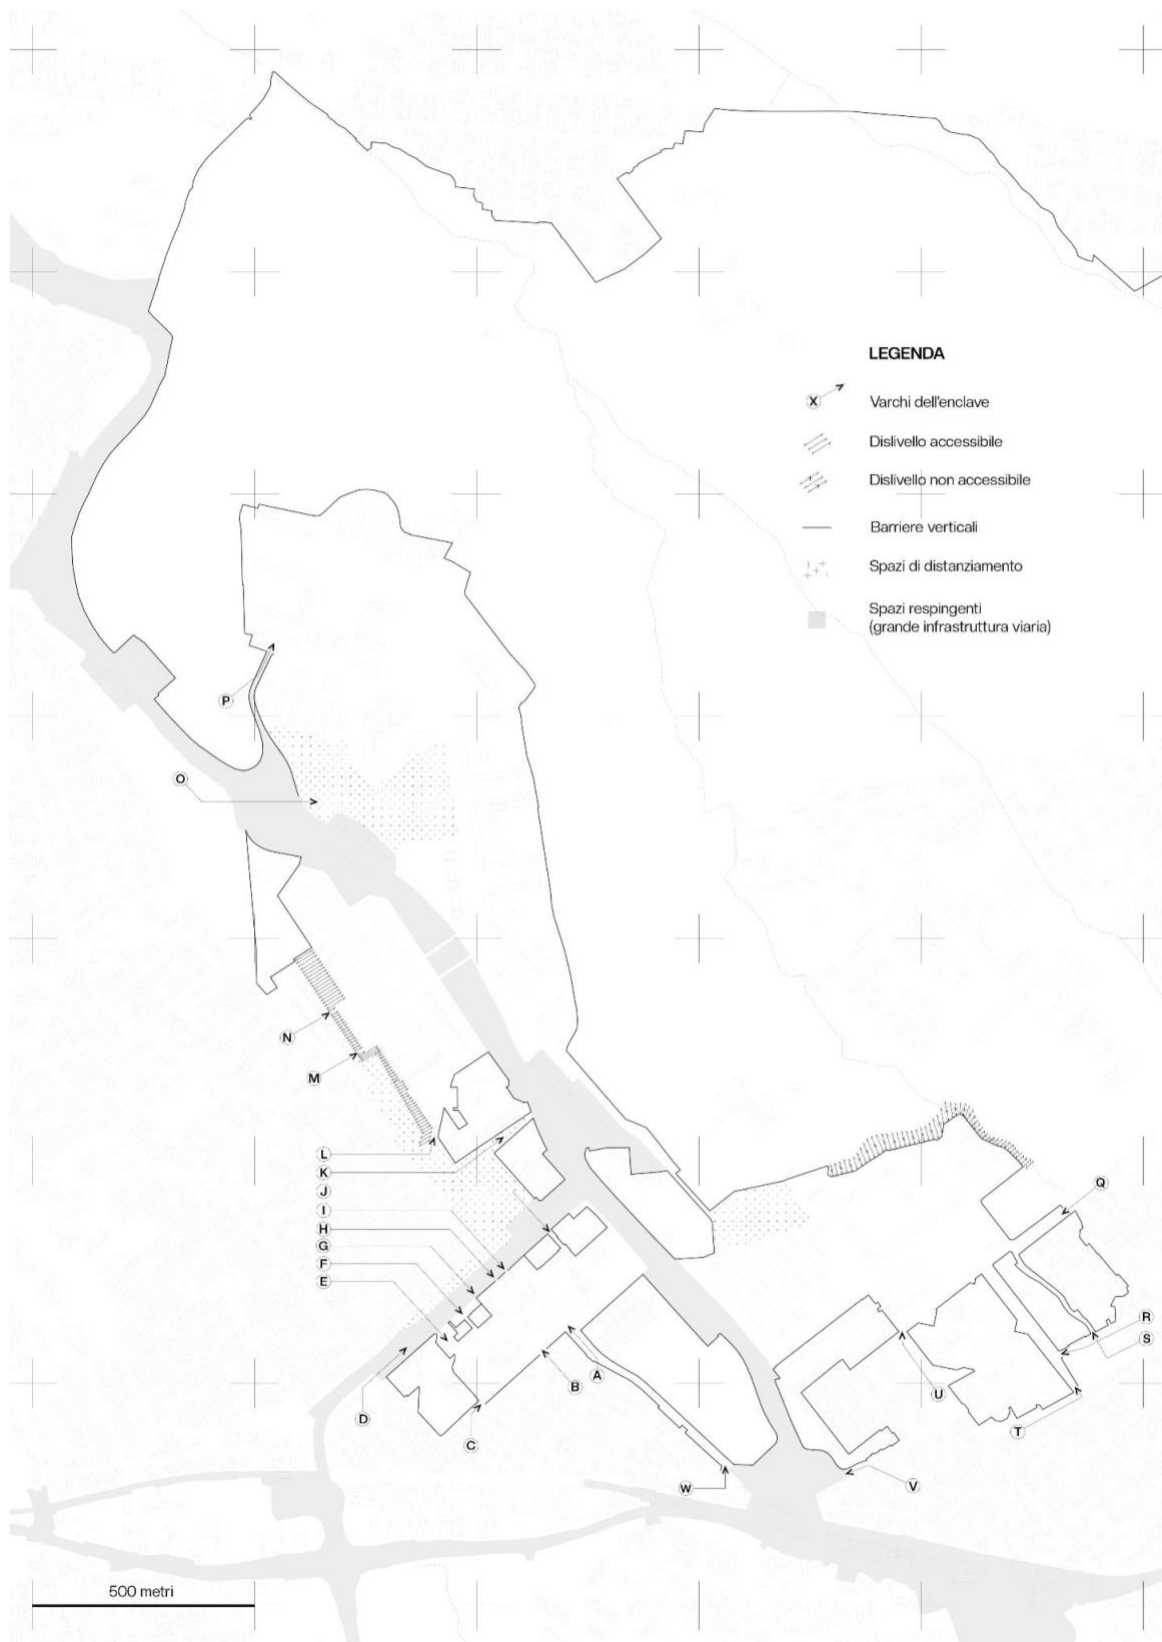 LEGENDA
X Varchi dell'enclave
Dislivello accessibile
Dislivello non accessibile
Barriere verticali
Spazi di distanziamento
Spazi respingenti
(grande infrastruttura viaria)
P
O
N
M
L
K
J
I
H
G
F
E
Q
R
S
A
B
U
D
T
C
W
V
500 metri